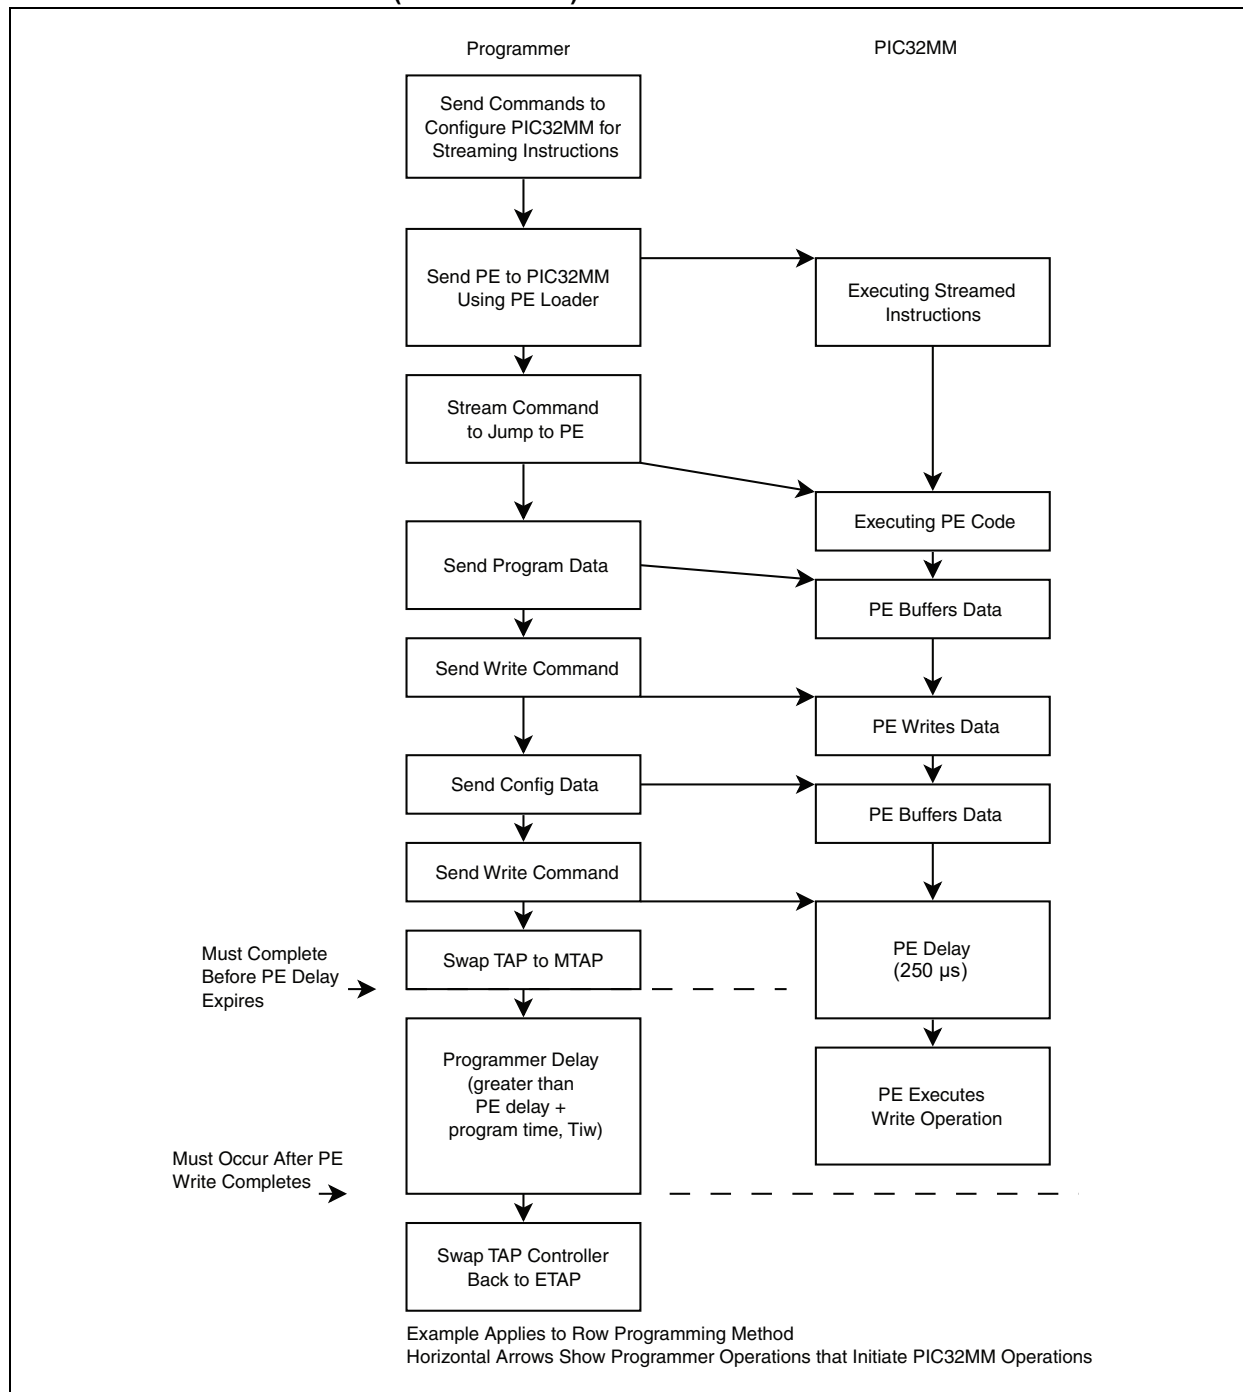 Programmer
PIC32MM
Send Commands to
Configure PIC32MM for
Streaming Instructions
Send PE to PIC32MM
Using PE Loader
Executing Streamed
Instructions
Stream Command
to Jump to PE
Executing PE Code
Send Program Data
PE Buffers Data
Send Write Command
PE Writes Data
Send Config Data
PE Buffers Data
Send Write Command
Must Complete
Before PE Delay
Expires
Swap TAP to MTAP
PE Delay
(250 µs)
Programmer Delay
(greater than
PE delay +
program time, Tiw)
PE Executes
Write Operation
Must Occur After PE
Write Completes
Swap TAP Controller
Back to ETAP
Example Applies to Row Programming Method
Horizontal Arrows Show Programmer Operations that Initiate PIC32MM Operations